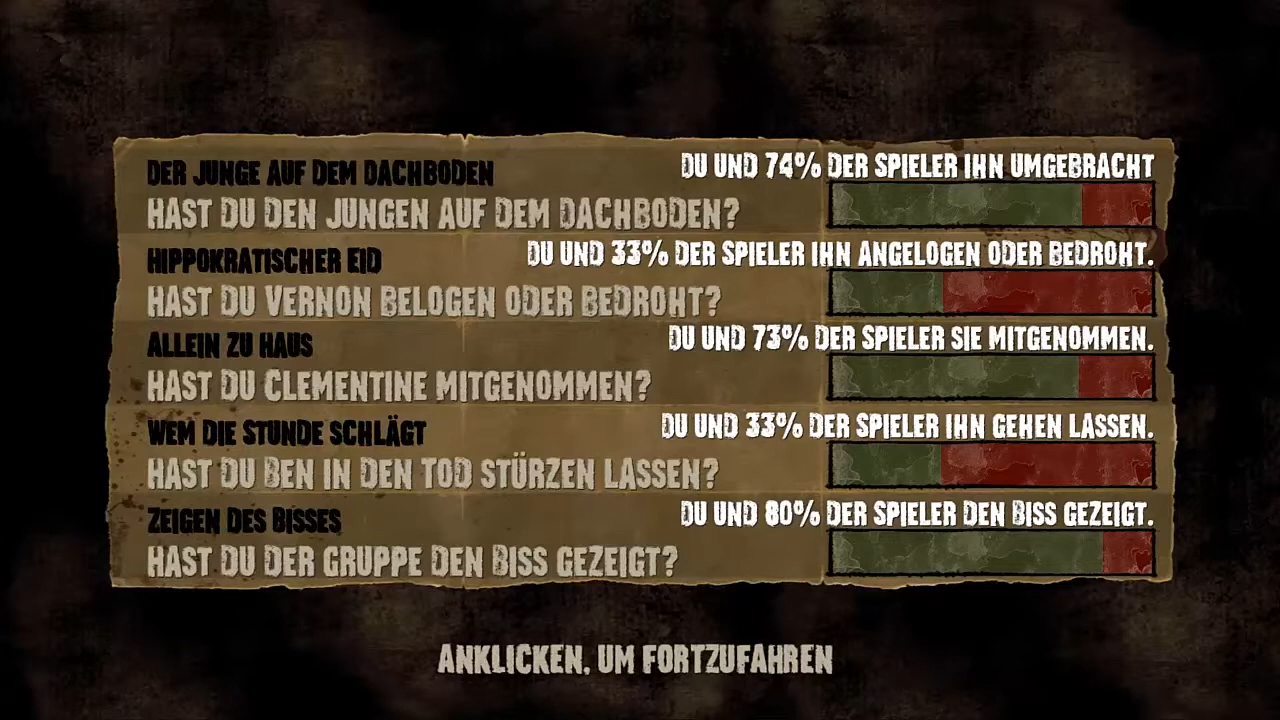 DER JUNGE AUF DEM DACHBODEN
DU UND 74% DER SPIELER IHN UMGEBRACHT
HAST DU DEN JUNGEN AUF DEM DACHBODEN?
HIPPOKRATISCHER EID
DU UND 33% DER SPIELER IHN ANGELOGEN ODER BEDROHT.
HAST DU VERNON BELOGEN ODER BEDROHT?
ALLEIN ZU HAUS
DU UND 73% DER SPIELER SIE MITGENOMMEN.
HAST DU CLEMENTINE MITGENOMMEN?
WEM DIE STUNDE SCHLÄGT
DU UND 33% DER SPIELER IHN GEHEN LASSEN.
HAST DU BEN IN DEN TOD STÜRZEN LASSEN?
ZEIGEN DES BISSES
DU UND 80% DER SPIELER DEN BISS GEZEIGT.
HAST DU DER GRUPPE DEN BISS GEZEIGT?
ANKLICKEN, UM FORTZUFAHREN